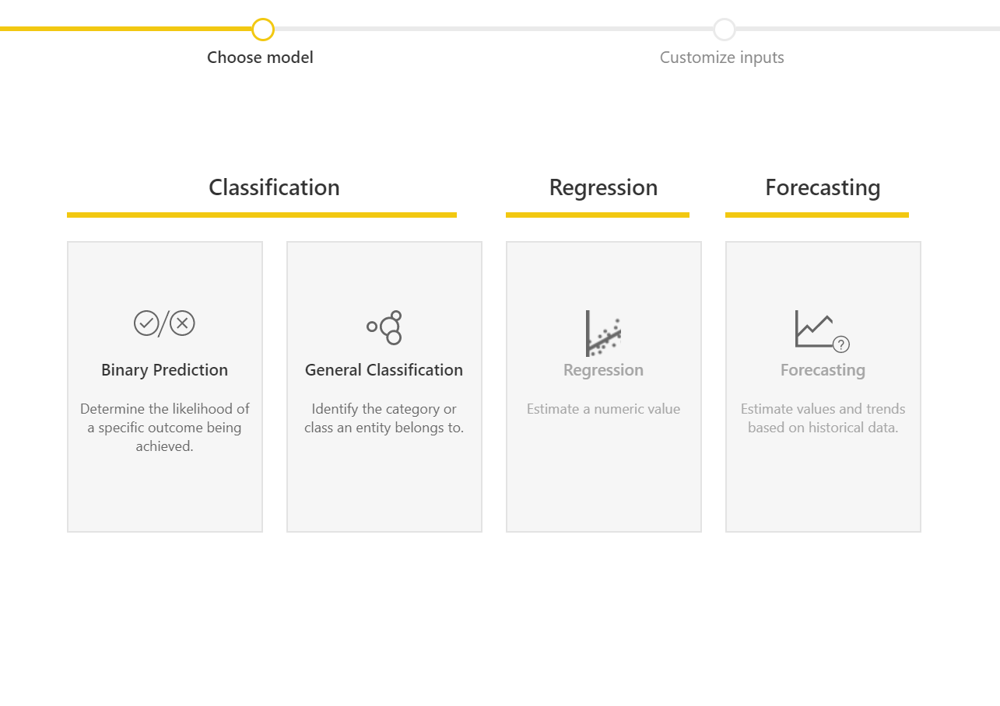 Choose model
Customize inputs
Classification
Regression
Forecasting
Binary Prediction
Determine the likelihood of
a specific outcome being
achieved.
General Classification
Identify the category or
class an entity belongs to.
Regression
Estimate a numeric value
Forecasting
Estimate values and trends
based on historical data.